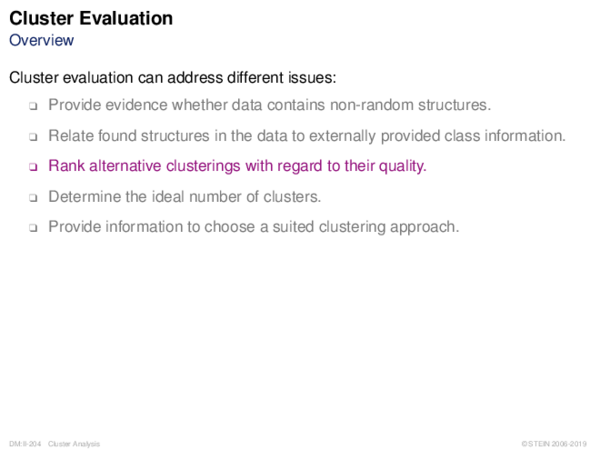 Cluster Evaluation
Overview
Cluster evaluation can address different issues:
❑ Provide evidence whether data contains non-random structures.
❑ Relate found structures in the data to externally provided class information.
❑ Rank alternative clusterings with regard to their quality.
❑ Determine the ideal number of clusters.
❑ Provide information to choose a suited clustering approach.
DM:II-204 Cluster Analysis © STEIN 2006-2019